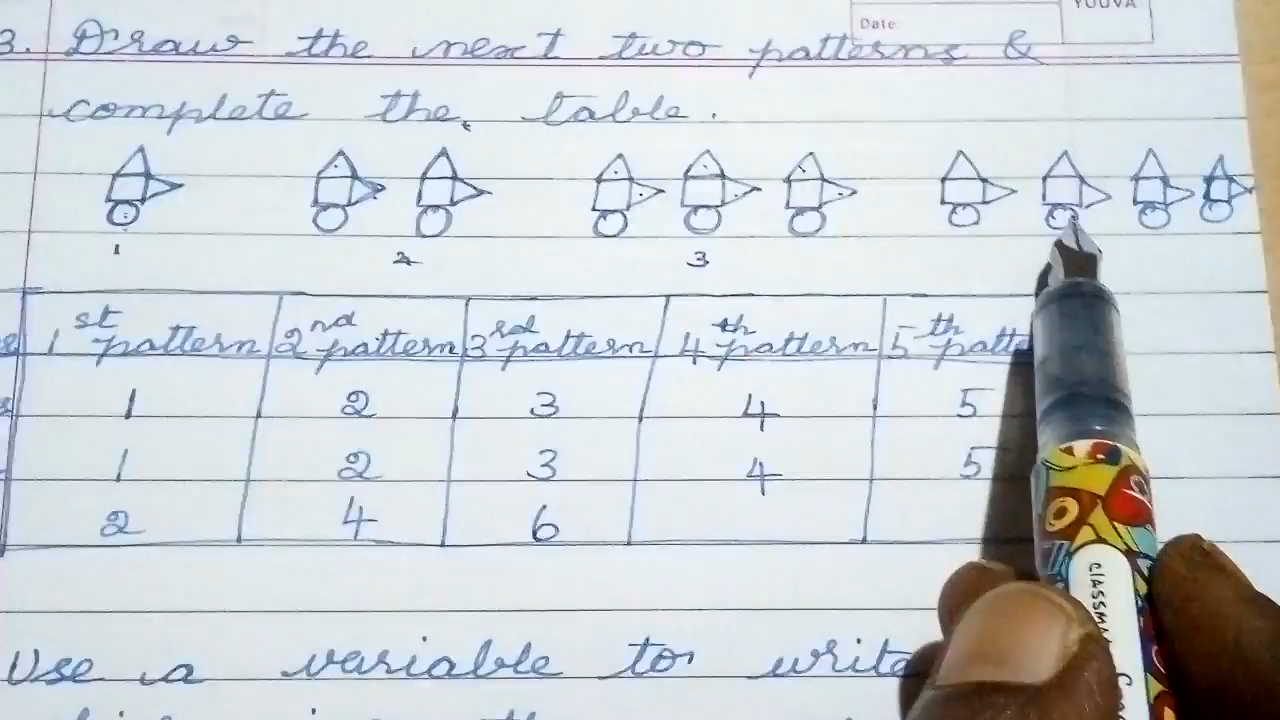 YOUVA
Date
3. Draw the next two patterns &
complete the table.
1 2 3
1st pattern 2nd pattern 3rd pattern 4th pattern 5th
1 2 3 4 5
1 2 3 4 5
2 4 6
Use a variable to write
CLASSM